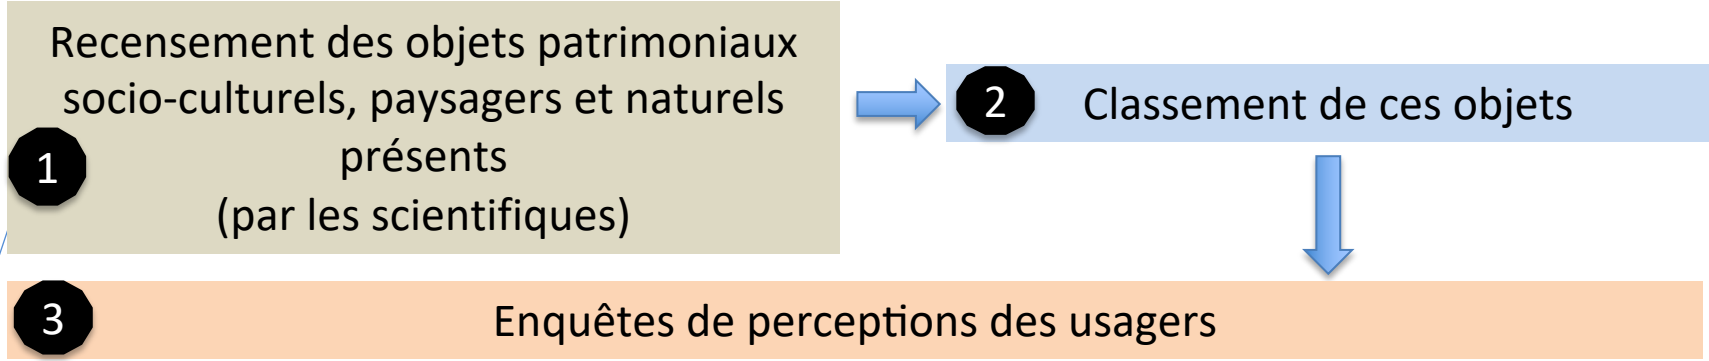 Recensement des objets patrimoniaux
socio-culturels, paysagers et naturels
présents
(par les scientifiques)
1
2 Classement de ces objets
3 Enquêtes de perceptions des usagers